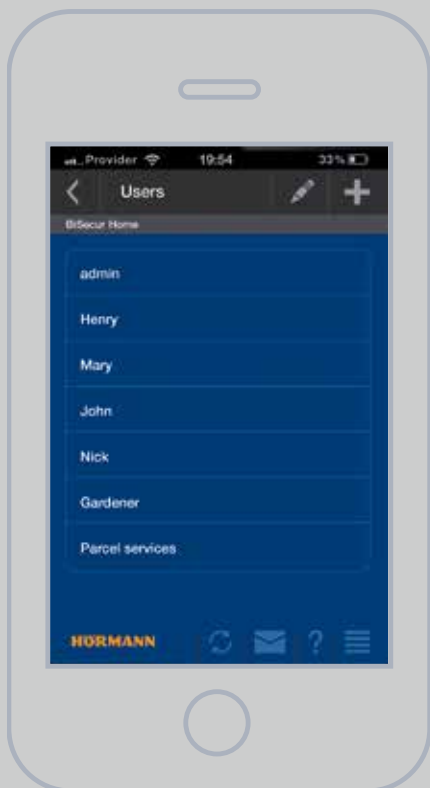 Provider 19:54 33%
Users
BiSecur Home
admin
Henry
Mary
John
Nick
Gardener
Parcel services
HÖRMANN ?